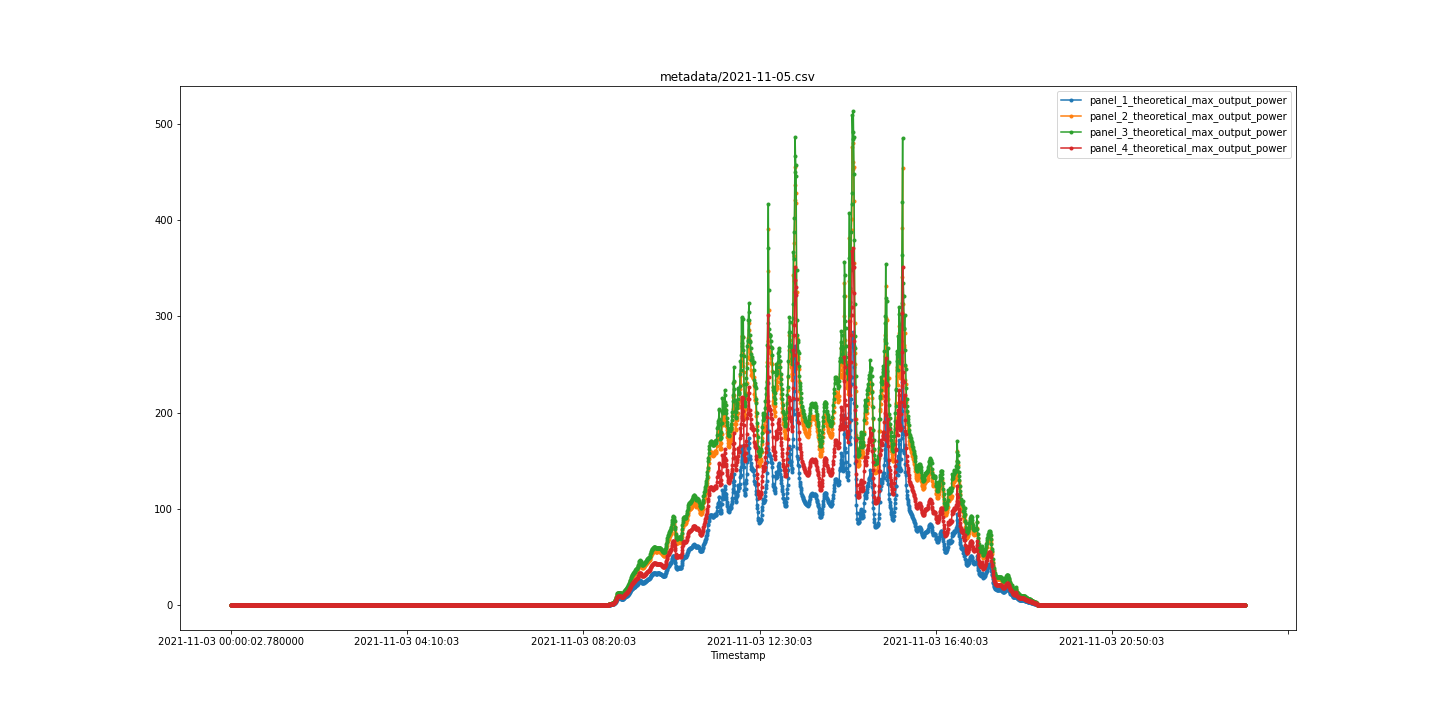 metadata/2021-11-05.csv
panel_1_theoretical_max_output_power
panel_2_theoretical_max_output_power
panel_3_theoretical_max_output_power
panel_4_theoretical_max_output_power
500
400
300
200
100
0
2021-11-03 00:00:02.780000 2021-11-03 04:10:03 2021-11-03 08:20:03 2021-11-03 12:30:03 2021-11-03 16:40:03 2021-11-03 20:50:03
Timestamp